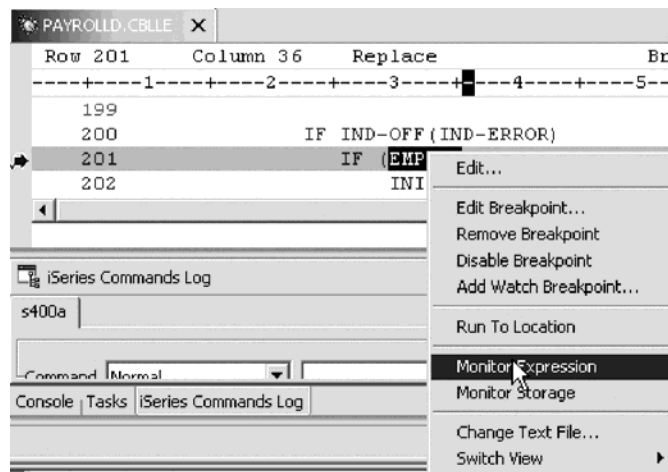 PAYROLLD.CBLLE
Row 201 Column 36 Replace Br
----+----1----+----2----+----3----+----4----+----5--
199
200 IF IND-OFF(IND-ERROR)
201 IF (EMP
202 INI
iSeries Commands Log
s400a
Command Normal
Console Tasks iSeries Commands Log
Edit...
Edit Breakpoint...
Remove Breakpoint
Disable Breakpoint
Add Watch Breakpoint...
Run To Location
Monitor Expression
Monitor Storage
Change Text File...
Switch View